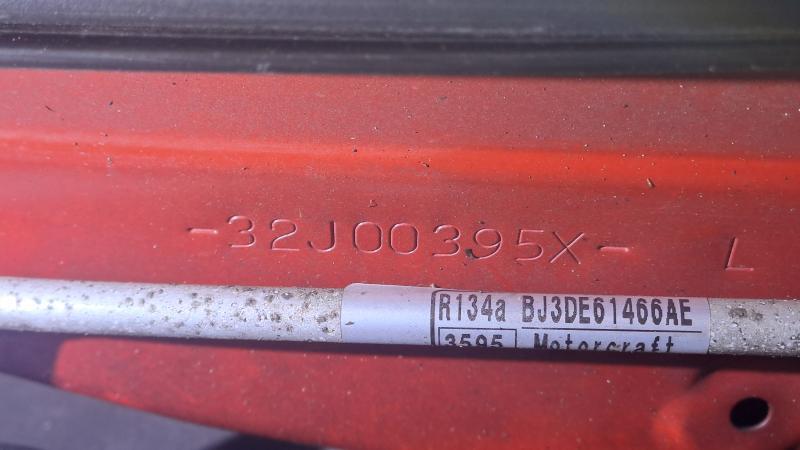 -32J00395X- L
R134a BJ3DE61466AE
3595 Motorcraft